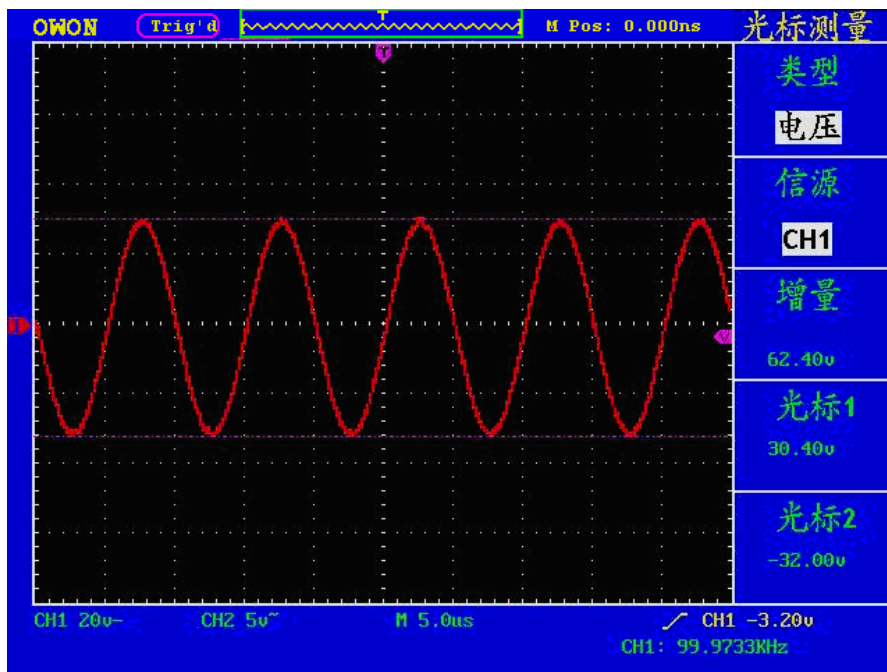 OWON Trig'd M Pos: 0.000ns 光标测量
T
类型
电压
信源
CH1
增量
62.40v
光标1
30.40v
光标2
-32.00v
CH1 20v- CH2 5v~ M 5.0us CH1 -3.20v
CH1: 99.9733KHz